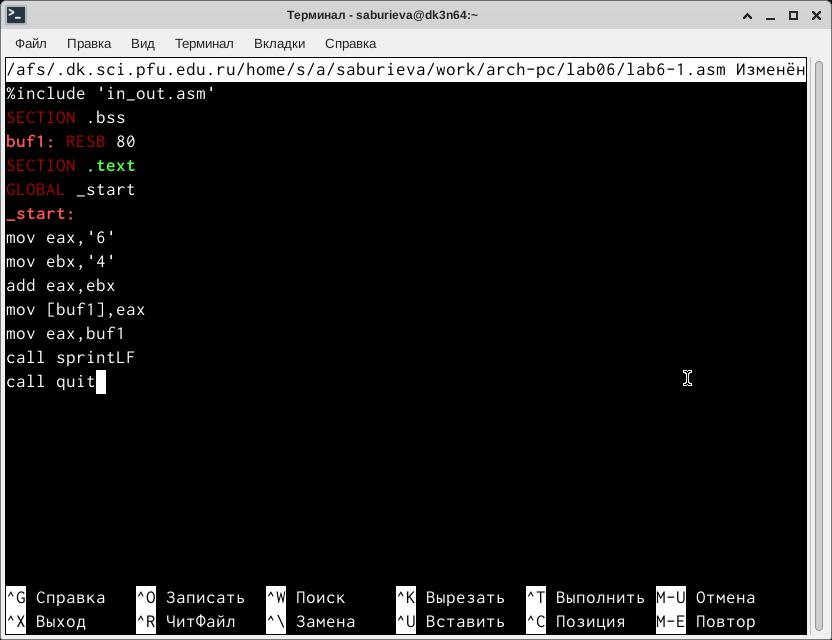 Терминал - saburieva@dk3n64:~
Файл Правка Вид Терминал Вкладки Справка
/afs/.dk.sci.pfu.edu.ru/home/s/a/saburieva/work/arch-pc/lab06/lab6-1.asm Изменён
%include 'in_out.asm'
SECTION .bss
buf1: RESB 80
SECTION .text
GLOBAL _start
_start:
mov eax,'6'
mov ebx,'4'
add eax,ebx
mov [buf1],eax
mov eax,buf1
call sprintLF
call quit
^G Справка ^O Записать ^W Поиск ^K Вырезать ^T Выполнить M-U Отмена
^X Выход ^R ЧитФайл ^\ Замена ^U Вставить ^C Позиция M-E Повтор